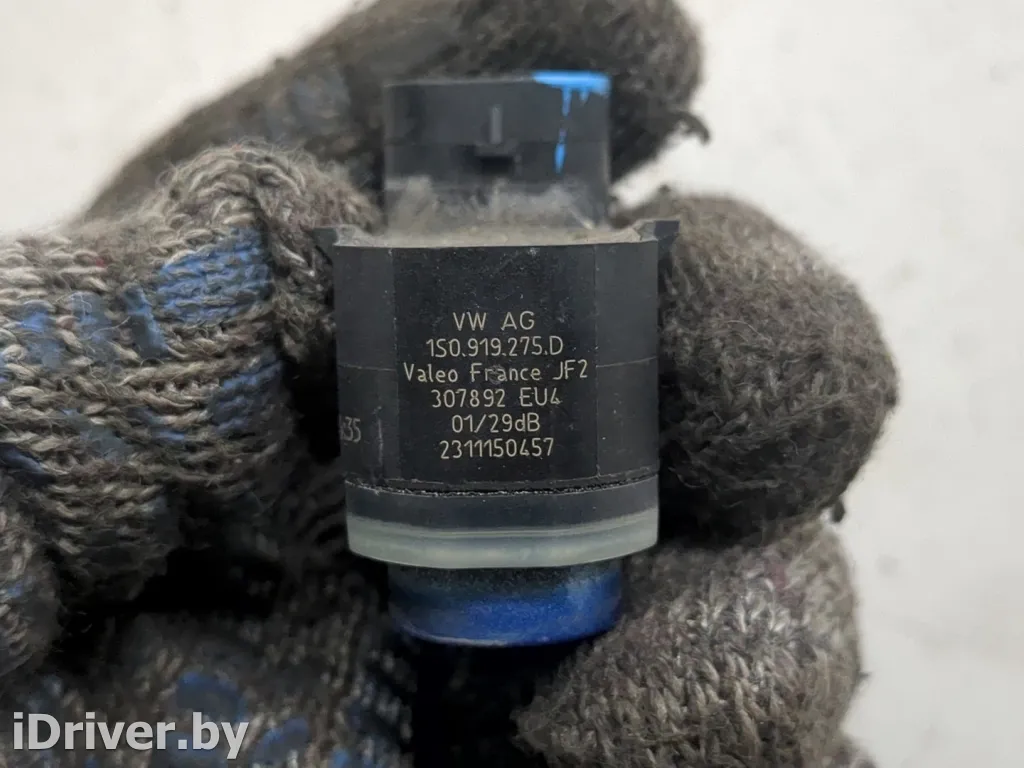 VW AG
1S0.919.275.D
Valeo France JF2
307892 EU4
01/29dB
2311150457
iDriver.by